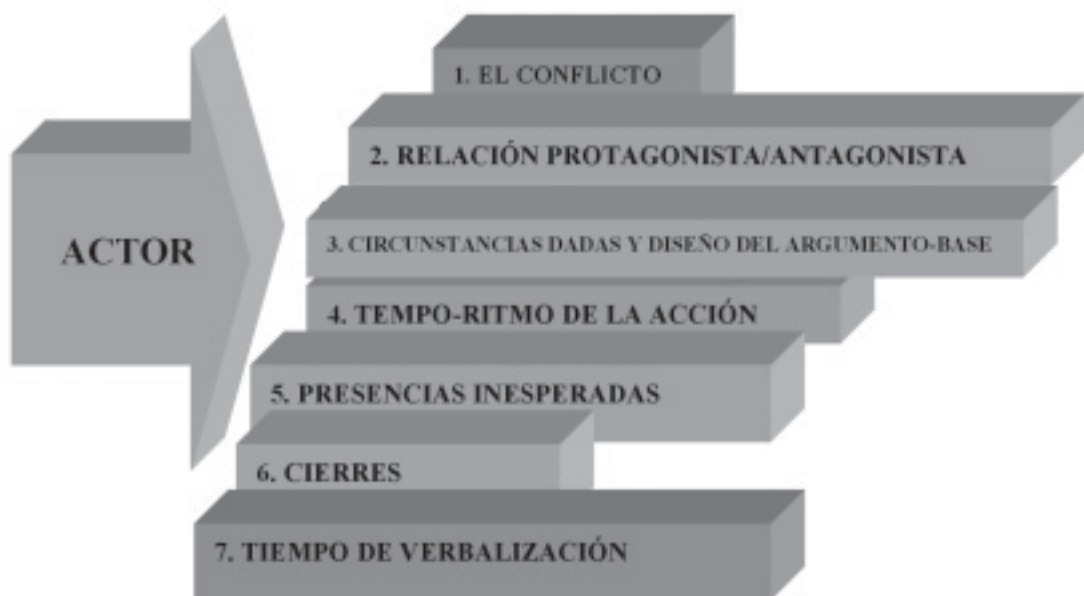 ACTOR
1. EL CONFLICTO
2. RELACIÓN PROTAGONISTA/ANTAGONISTA
3. CIRCUNSTANCIAS DADAS Y DISEÑO DEL ARGUMENTO-BASE
4. TEMPO-RITMO DE LA ACCIÓN
5. PRESENCIAS INESPERADAS
6. CIERRES
7. TIEMPO DE VERBALIZACIÓN